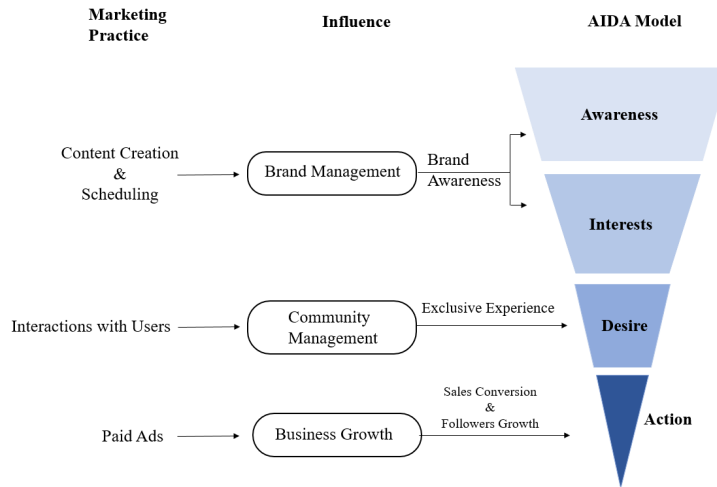 Marketing
Practice
Influence
AIDA Model
Awareness
Content Creation
&
Scheduling
Brand Management
Brand
Awareness
Interests
Interactions with Users
Community
Management
Exclusive Experience
Desire
Paid Ads
Business Growth
Sales Conversion
&
Followers Growth
Action